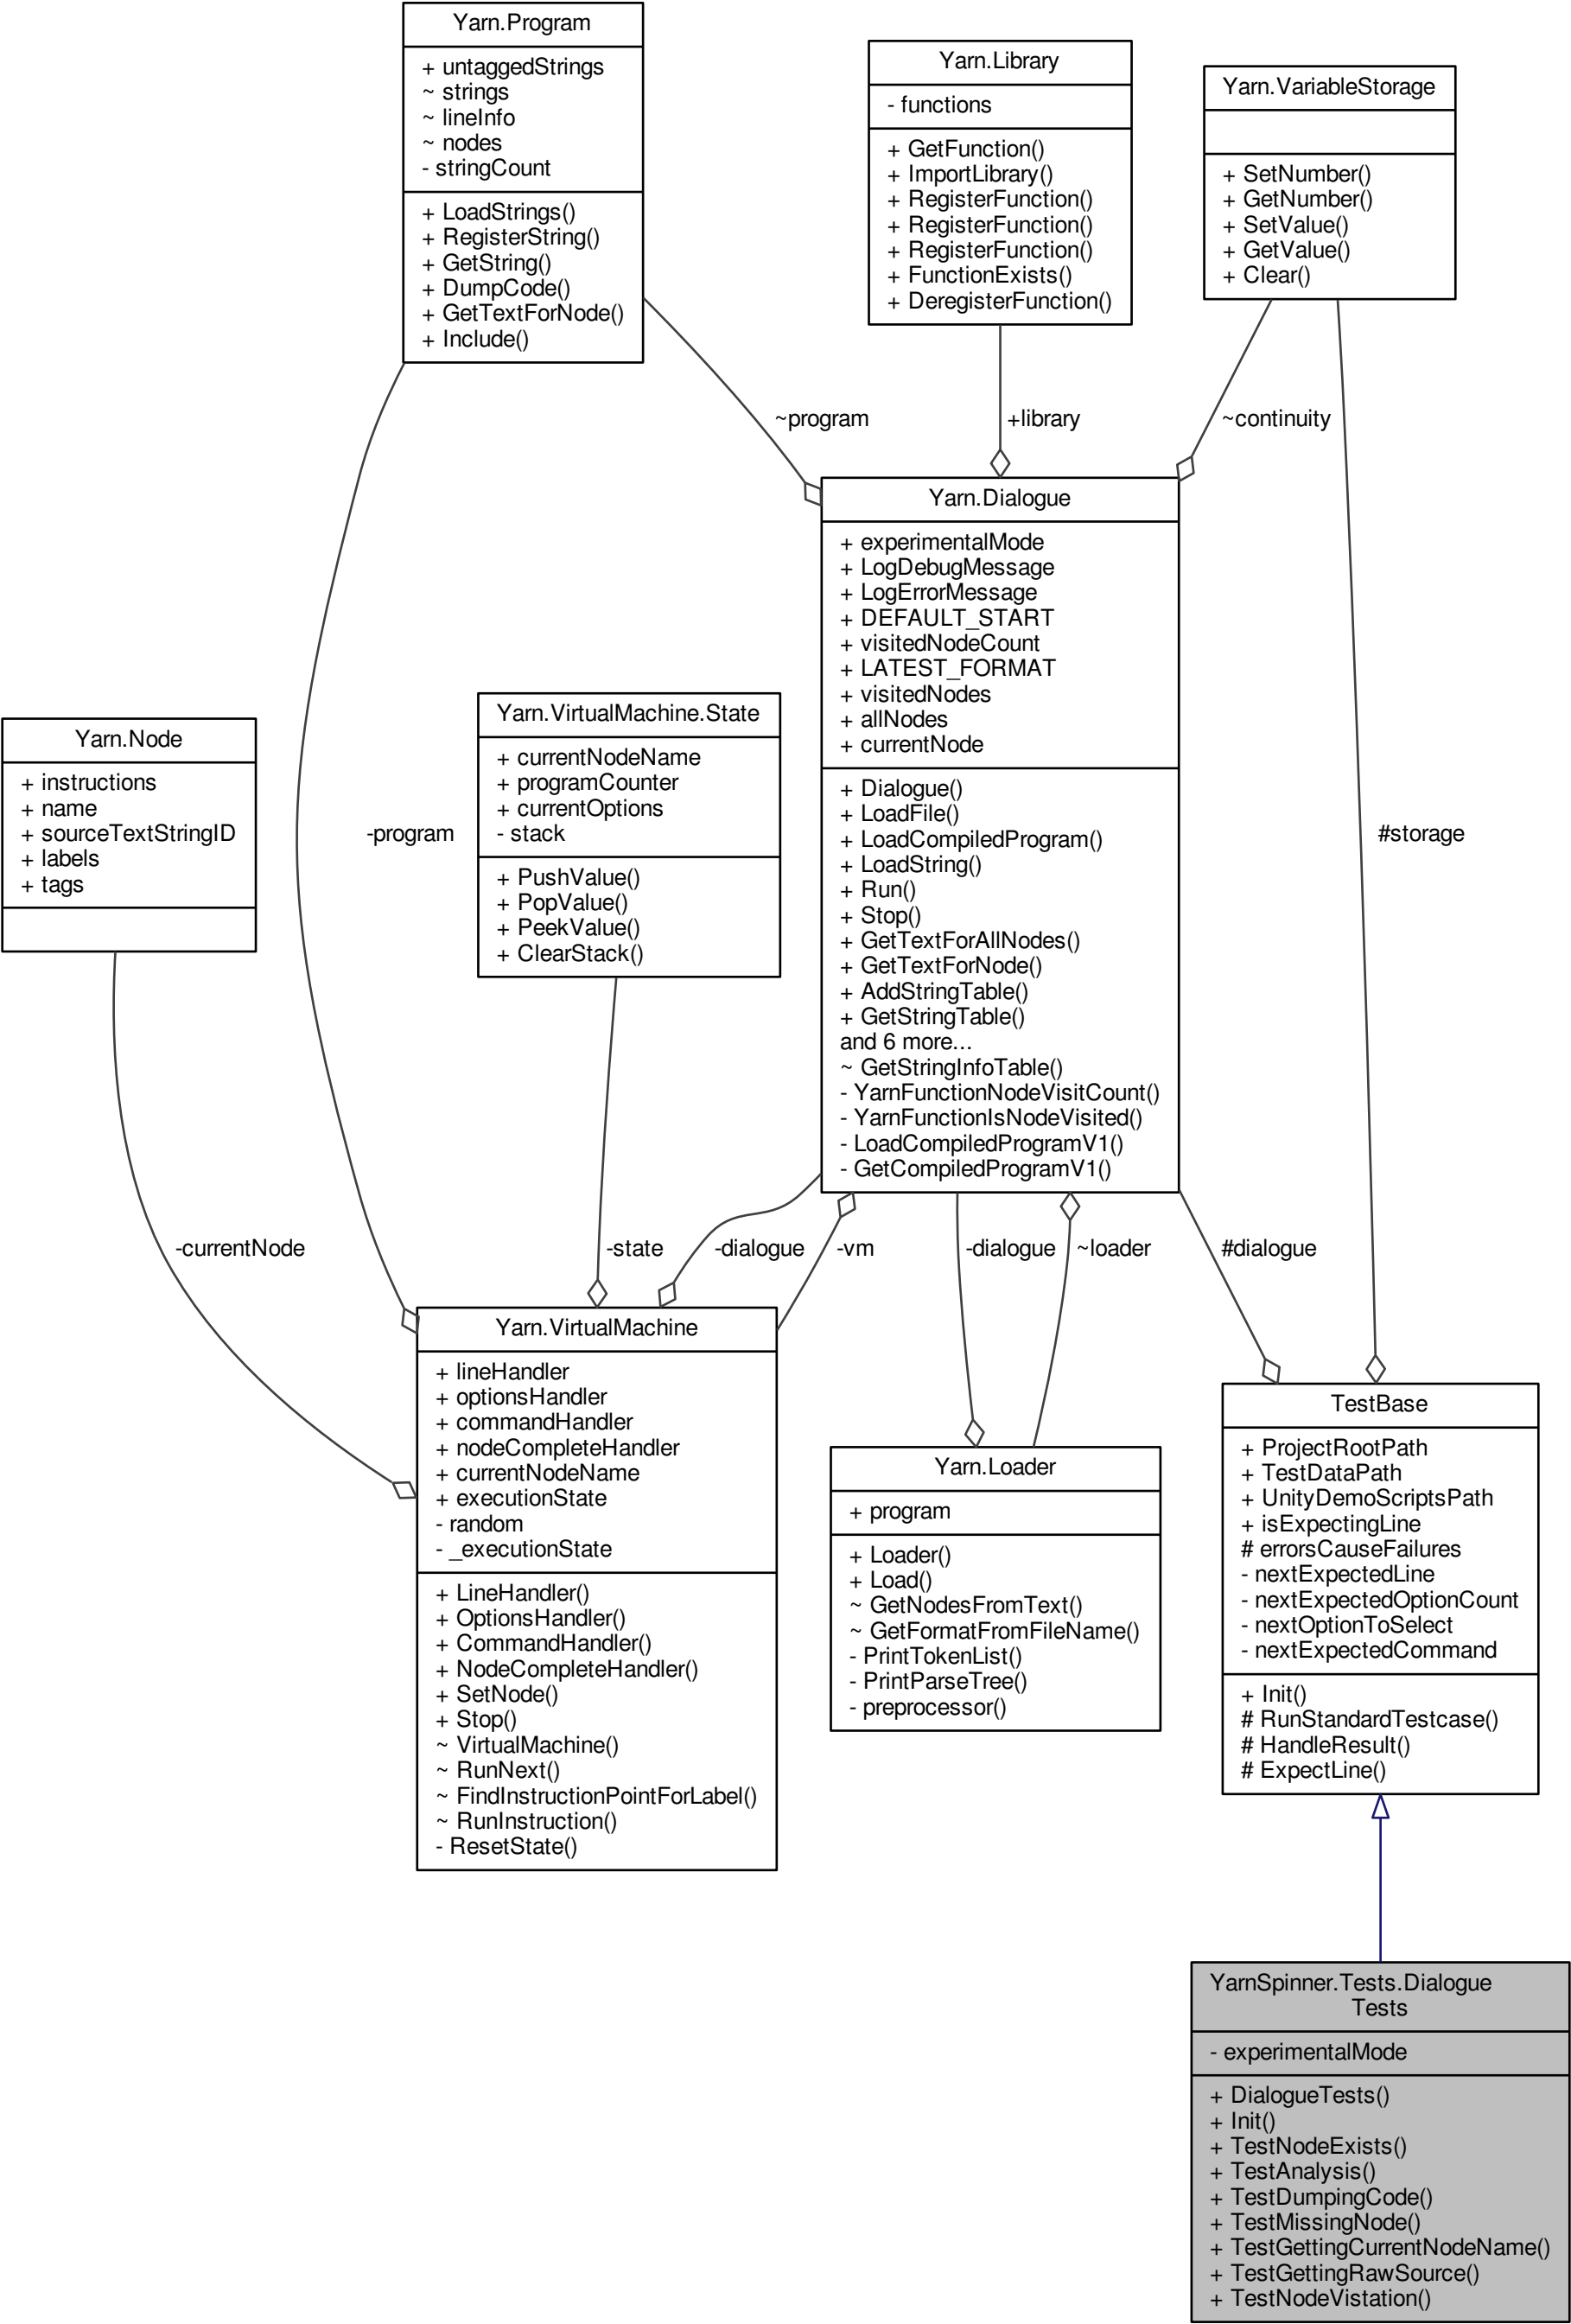 Yarn.Program
+ untaggedStrings
~ strings
~ lineInfo
~ nodes
- stringCount
+ LoadStrings()
+ RegisterString()
+ GetString()
+ DumpCode()
+ GetTextForNode()
+ Include()
Yarn.Library
- functions
+ GetFunction()
+ ImportLibrary()
+ RegisterFunction()
+ RegisterFunction()
+ RegisterFunction()
+ FunctionExists()
+ DeregisterFunction()
Yarn.VariableStorage
+ SetNumber()
+ GetNumber()
+ SetValue()
+ GetValue()
+ Clear()
~program
+library
~continuity
Yarn.Dialogue
+ experimentalMode
+ LogDebugMessage
+ LogErrorMessage
+ DEFAULT_START
+ visitedNodeCount
+ LATEST_FORMAT
+ visitedNodes
+ allNodes
+ currentNode
+ Dialogue()
+ LoadFile()
+ LoadCompiledProgram()
+ LoadString()
+ Run()
+ Stop()
+ GetTextForAllNodes()
+ GetTextForNode()
+ AddStringTable()
+ GetStringTable()
and 6 more...
~ GetStringInfoTable()
- YarnFunctionNodeVisitCount()
- YarnFunctionIsNodeVisited()
- LoadCompiledProgramV1()
- GetCompiledProgramV1()
Yarn.Node
+ instructions
+ name
+ sourceTextStringID
+ labels
+ tags
-program
Yarn.VirtualMachine.State
+ currentNodeName
+ programCounter
+ currentOptions
- stack
+ PushValue()
+ PopValue()
+ PeekValue()
+ ClearStack()
#storage
-currentNode
-state
-dialogue
-vm
-dialogue
~loader
#dialogue
Yarn.VirtualMachine
+ lineHandler
+ optionsHandler
+ commandHandler
+ nodeCompleteHandler
+ currentNodeName
+ executionState
- random
- _executionState
+ LineHandler()
+ OptionsHandler()
+ CommandHandler()
+ NodeCompleteHandler()
+ SetNode()
+ Stop()
~ VirtualMachine()
~ RunNext()
~ FindInstructionPointForLabel()
~ RunInstruction()
- ResetState()
Yarn.Loader
+ program
+ Loader()
+ Load()
~ GetNodesFromText()
~ GetFormatFromFileName()
- PrintTokenList()
- PrintParseTree()
- preprocessor()
TestBase
+ ProjectRootPath
+ TestDataPath
+ UnityDemoScriptsPath
+ isExpectingLine
# errorsCauseFailures
- nextExpectedLine
- nextExpectedOptionCount
- nextOptionToSelect
- nextExpectedCommand
+ Init()
# RunStandardTestcase()
# HandleResult()
# ExpectLine()
YarnSpinner.Tests.Dialogue
Tests
- experimentalMode
+ DialogueTests()
+ Init()
+ TestNodeExists()
+ TestAnalysis()
+ TestDumpingCode()
+ TestMissingNode()
+ TestGettingCurrentNodeName()
+ TestGettingRawSource()
+ TestNodeVistation()